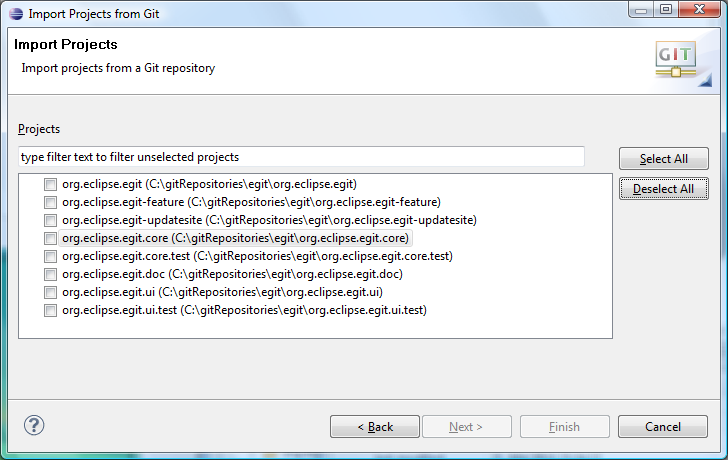 Import Projects from Git
Import Projects
Import projects from a Git repository
GIT
Projects
type filter text to filter unselected projects
Select All
Deselect All
org.eclipse.egit (C:\gitRepositories\egit\org.eclipse.egit)
org.eclipse.egit-feature (C:\gitRepositories\egit\org.eclipse.egit-feature)
org.eclipse.egit-updatesite (C:\gitRepositories\egit\org.eclipse.egit-updatesite)
org.eclipse.egit.core (C:\gitRepositories\egit\org.eclipse.egit.core)
org.eclipse.egit.core.test (C:\gitRepositories\egit\org.eclipse.egit.core.test)
org.eclipse.egit.doc (C:\gitRepositories\egit\org.eclipse.egit.doc)
org.eclipse.egit.ui (C:\gitRepositories\egit\org.eclipse.egit.ui)
org.eclipse.egit.ui.test (C:\gitRepositories\egit\org.eclipse.egit.ui.test)
?
< Back
Next >
Finish
Cancel